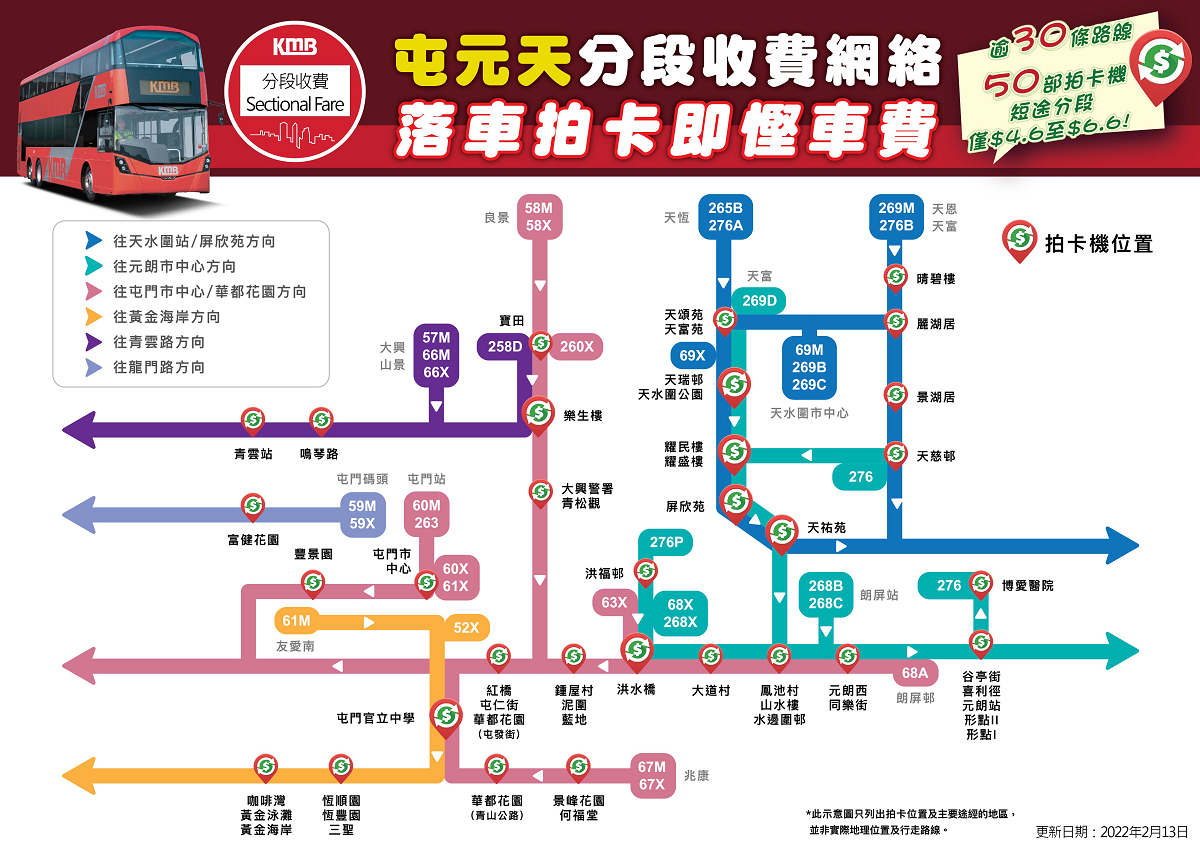 KMB
分段收費
Sectional Fare
KMB
KMB
KMB
屯元天分段收費網絡
落車拍卡即慳車費
逾30條路線
50部拍卡機
短途分段
僅$4.6至$6.6!
往天水圍站/屏欣苑方向
往元朗市中心方向
往屯門市中心/華都花園方向
往黃金海岸方向
往青雲路方向
往龍門路方向
拍卡機位置
良景
58M
58X
天恆
265B
276A
269M
276B
天恩
天富
晴碧樓
天富
269D
天頌苑
天富苑
麗湖居
寶田
258D
260X
大興
山景
57M
66M
66X
69X
69M
269B
269C
天水圍市中心
天瑞邨
天水圍公園
景湖居
樂生樓
青雲站
鳴琴路
耀民樓
耀盛樓
天慈邨
276
大興警署
青松觀
屏欣苑
天祐苑
屯門碼頭
59M
59X
富健花園
屯門站
60M
263
屯門市
中心
60X
61X
豐景園
276P
洪福邨
63X
68X
268X
268B
268C
朗屏站
276
博愛醫院
61M
友愛南
52X
68A
朗屏邨
紅橋
屯仁街
華都花園
(屯發街)
鍾屋村
泥圍
藍地
洪水橋
大道村
鳳池村
山水樓
水邊圍邨
元朗西
同樂街
谷亭街
喜利徑
元朗站
形點II
形點I
屯門官立中學
67M
67X
兆康
咖啡灣
黃金泳灘
黃金海岸
恆順園
恆豐園
三聖
華都花園
(青山公路)
景峰花園
何福堂
*此示意圖只列出拍卡位置及主要途經的地區，
並非實際地理位置及行走路線。
更新日期：2022年2月13日